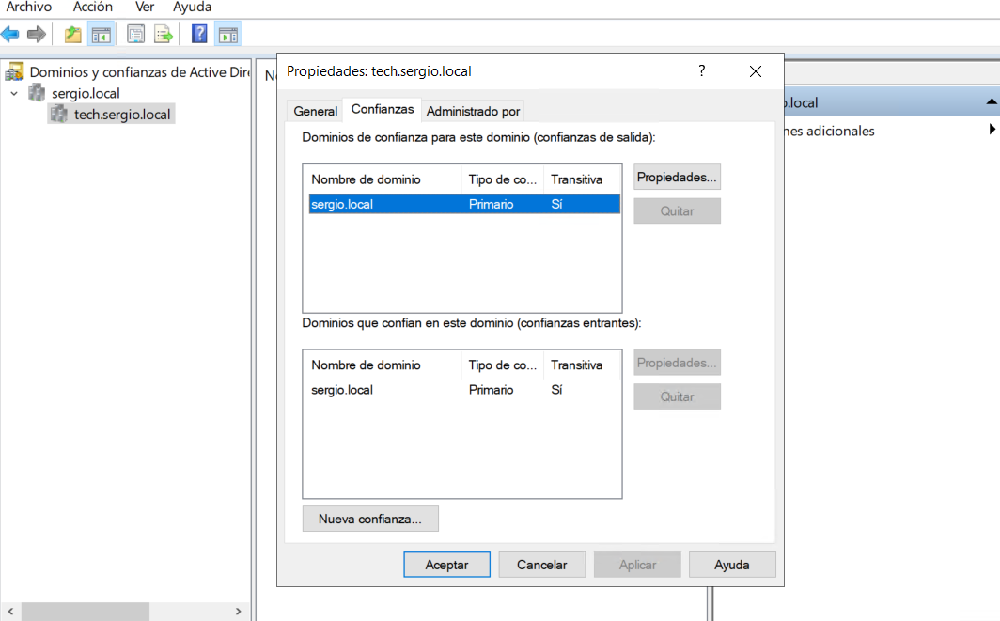 Archivo Acción Ver Ayuda
Dominios y confianzas de Active Dire
sergio.local
tech.sergio.local
Propiedades: tech.sergio.local
?
General Confianzas Administrado por
Dominios de confianza para este dominio (confianzas de salida):
Nombre de dominio Tipo de co... Transitiva
sergio.local Primario Sí
Propiedades...
Quitar
Dominios que confían en este dominio (confianzas entrantes):
Nombre de dominio Tipo de co... Transitiva
sergio.local Primario Sí
Propiedades...
Quitar
Nueva confianza...
Aceptar Cancelar Aplicar Ayuda
.local
nes adicionales